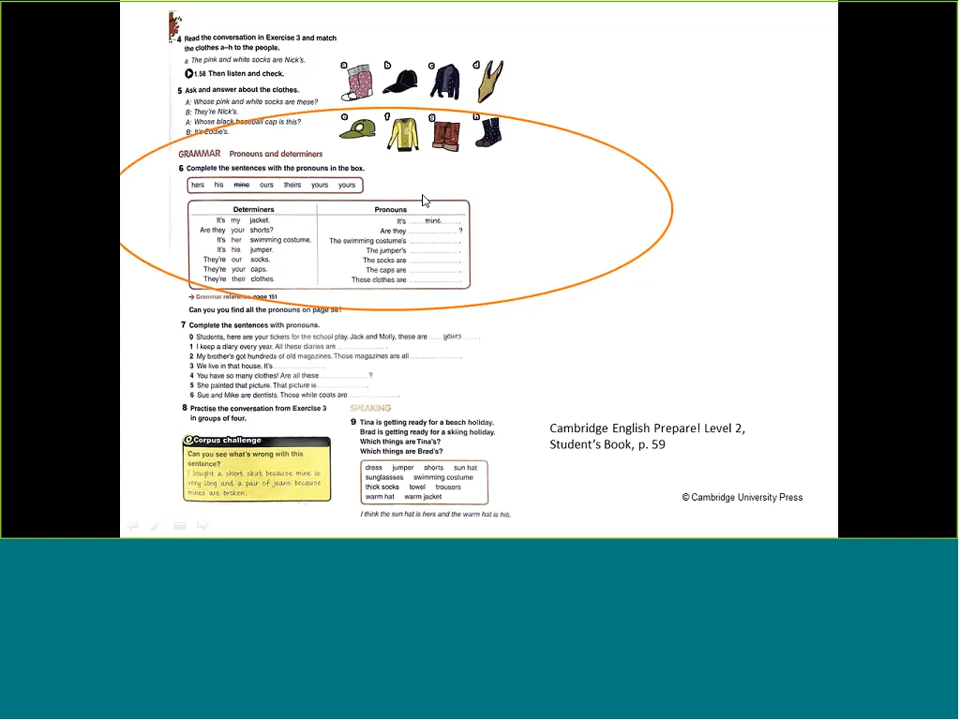 4 Read the conversation in Exercise 3 and match
the clothes a–h to the people.
a The pink and white socks are Nick's.
1.58 Then listen and check.
5 Ask and answer about the clothes.
A: Whose pink and white socks are these?
B: They're Nick's.
A: Whose black baseball cap is this?
B: It's Eddie's.
a b c d
e f g h
GRAMMAR Pronouns and determiners
6 Complete the sentences with the pronouns in the box.
hers his mine ours theirs yours yours
Determiners Pronouns
It's my jacket. It's mine.
Are they your shorts? Are they ?
It's her swimming costume. The swimming costume's .
It's his jumper. The jumper's .
They're our socks. The socks are .
They're your caps. The caps are .
They're their clothes. These clothes are .
→ Grammar reference page 151
Can you you find all the pronouns on page 58?
7 Complete the sentences with pronouns.
0 Students, here are your tickets for the school play. Jack and Molly, these are yours .
1 I keep a diary every year. All these diaries are .
2 My brother's got hundreds of old magazines. Those magazines are all .
3 We live in that house. It's .
4 You have so many clothes! Are all these ?
5 She painted that picture. That picture is .
6 Sue and Mike are dentists. Those white coats are .
8 Practise the conversation from Exercise 3
in groups of four.
Corpus challenge
Can you see what's wrong with this
sentence?
I bought a short skirt because mine is
very long and a pair of jeans because
mines are broken.
SPEAKING
9 Tina is getting ready for a beach holiday.
Brad is getting ready for a skiing holiday.
Which things are Tina's?
Which things are Brad's?
dress jumper shorts sun hat
sunglassses swimming costume
thick socks towel trousers
warm hat warm jacket
I think the sun hat is hers and the warm hat is his.
Cambridge English Prepare! Level 2,
Student's Book, p. 59
© Cambridge University Press